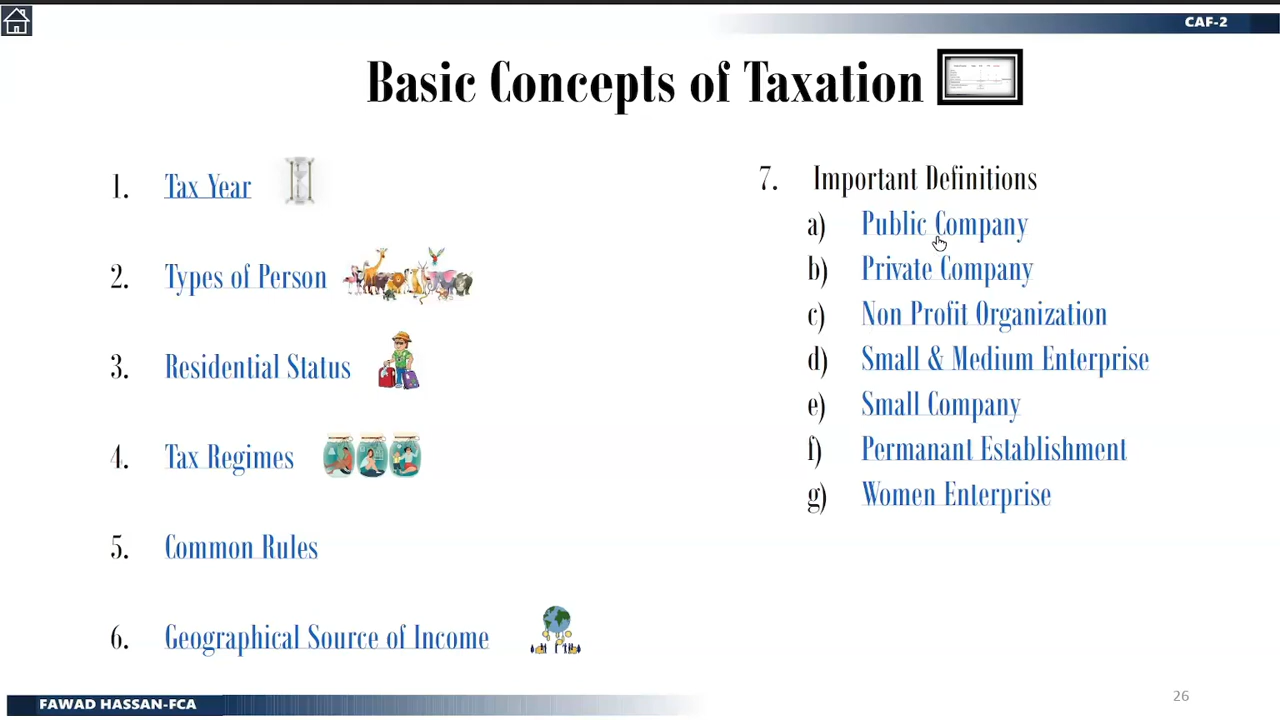 CAF-2
Basic Concepts of Taxation
1. Tax Year
2. Types of Person
3. Residential Status
4. Tax Regimes
5. Common Rules
6. Geographical Source of Income
7. Important Definitions
a) Public Company
b) Private Company
c) Non Profit Organization
d) Small & Medium Enterprise
e) Small Company
f) Permanant Establishment
g) Women Enterprise
FAWAD HASSAN-FCA
26